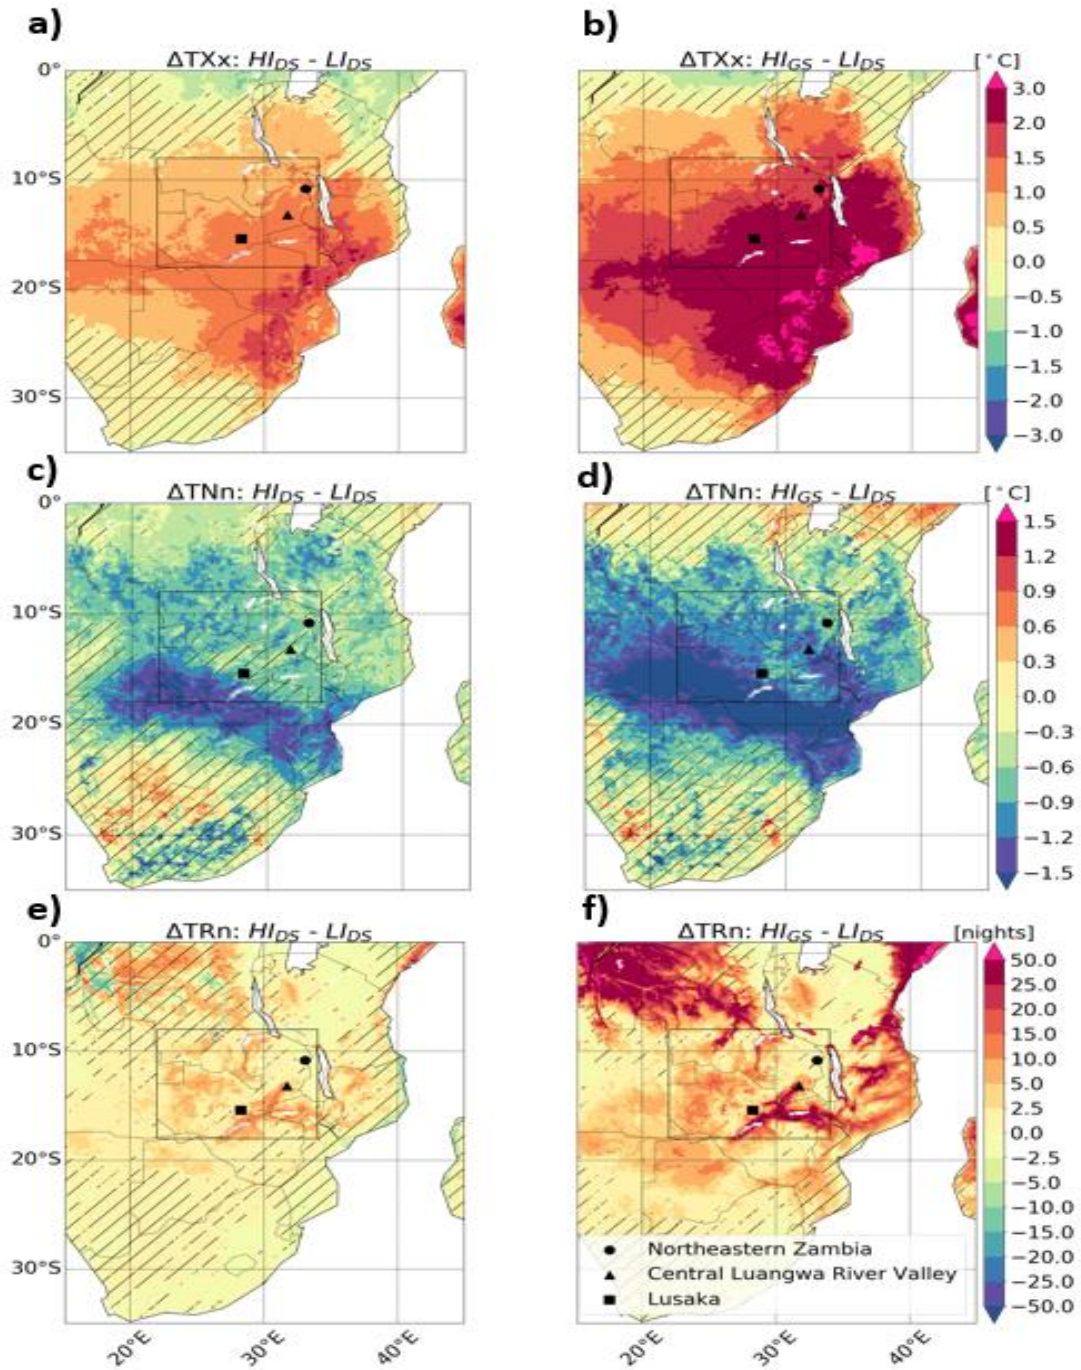 a)
b)
ΔTXx: HI_DS - LI_DS
ΔTXx: HI_GS - LI_DS
[°C]
0°
10°S
20°S
30°S
3.0
2.0
1.5
1.0
0.5
0.0
−0.5
−1.0
−1.5
−2.0
−3.0
c)
d)
ΔTNn: HI_DS - LI_DS
ΔTNn: HI_GS - LI_DS
[°C]
0°
10°S
20°S
30°S
1.5
1.2
0.9
0.6
0.3
0.0
−0.3
−0.6
−0.9
−1.2
−1.5
e)
f)
ΔTRn: HI_DS - LI_DS
ΔTRn: HI_GS - LI_DS
[nights]
0°
10°S
20°S
30°S
50.0
25.0
20.0
15.0
10.0
5.0
2.5
0.0
−2.5
−5.0
−10.0
−15.0
−20.0
−25.0
−50.0
Northeastern Zambia
Central Luangwa River Valley
Lusaka
20°E
30°E
40°E
20°E
30°E
40°E